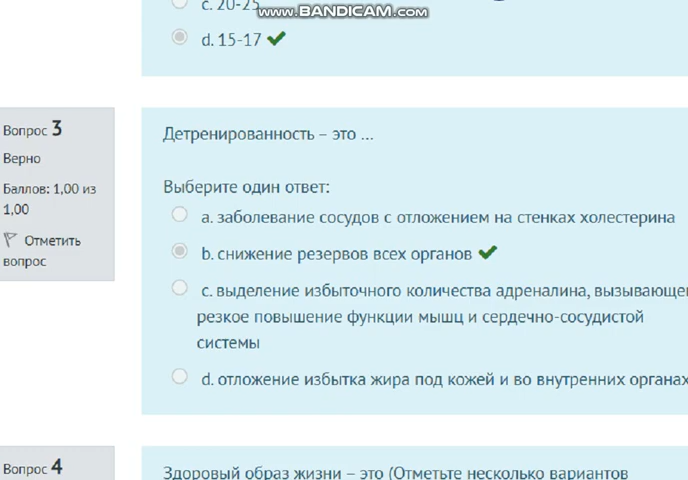 c. 20-25
www.BANDICAM.com
d. 15-17
Вопрос 3
Верно
Баллов: 1,00 из
1,00
Отметить
вопрос
Детренированность – это ...
Выберите один ответ:
a. заболевание сосудов с отложением на стенках холестерина
b. снижение резервов всех органов
c. выделение избыточного количества адреналина, вызывающе
резкое повышение функции мышц и сердечно-сосудистой
системы
d. отложение избытка жира под кожей и во внутренних органах
Вопрос 4
Здоровый образ жизни – это (Отметьте несколько вариантов